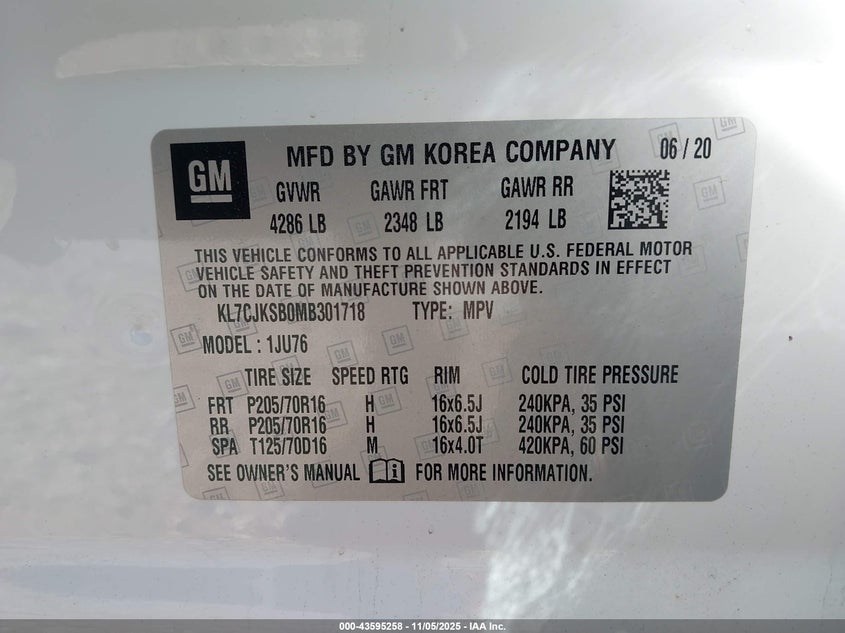 GM MFD BY GM KOREA COMPANY 06 / 20
GVWR GAWR FRT GAWR RR
4286 LB 2348 LB 2194 LB
THIS VEHICLE CONFORMS TO ALL APPLICABLE U.S. FEDERAL MOTOR
VEHICLE SAFETY AND THEFT PREVENTION STANDARDS IN EFFECT
ON THE DATE OF MANUFACTURE SHOWN ABOVE.
KL7CJKSB0MB301718 TYPE: MPV
MODEL : 1JU76
TIRE SIZE SPEED RTG RIM COLD TIRE PRESSURE
FRT P205/70R16 H 16x6.5J 240KPA, 35 PSI
RR P205/70R16 H 16x6.5J 240KPA, 35 PSI
SPA T125/70D16 M 16x4.0T 420KPA, 60 PSI
SEE OWNER'S MANUAL i FOR MORE INFORMATION.
000-43595258 - 11/05/2025 - IAA Inc.